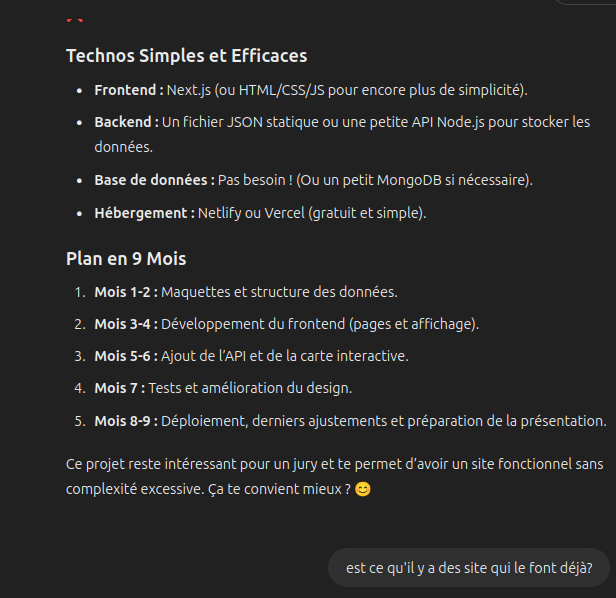 Technos Simples et Efficaces
Frontend : Next.js (ou HTML/CSS/JS pour encore plus de simplicité).
Backend : Un fichier JSON statique ou une petite API Node.js pour stocker les
données.
Base de données : Pas besoin ! (Ou un petit MongoDB si nécessaire).
Hébergement : Netlify ou Vercel (gratuit et simple).
Plan en 9 Mois
1. Mois 1-2 : Maquettes et structure des données.
2. Mois 3-4 : Développement du frontend (pages et affichage).
3. Mois 5-6 : Ajout de l’API et de la carte interactive.
4. Mois 7 : Tests et amélioration du design.
5. Mois 8-9 : Déploiement, derniers ajustements et préparation de la présentation.
Ce projet reste intéressant pour un jury et te permet d’avoir un site fonctionnel sans
complexité excessive. Ça te convient mieux ? 😊
est ce qu'il y a des site qui le font déjà?